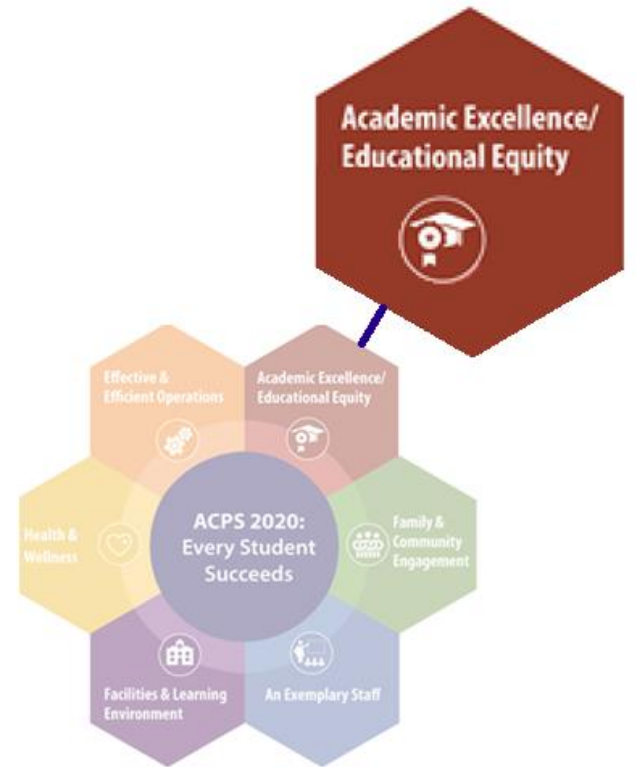 Academic Excellence/
Educational Equity
Effective &
Efficient Operations
Academic Excellence/
Educational Equity
Health &
Wellness
ACPS 2020:
Every Student
Succeeds
Family &
Community
Engagement
Facilities & Learning
Environment
An Exemplary Staff